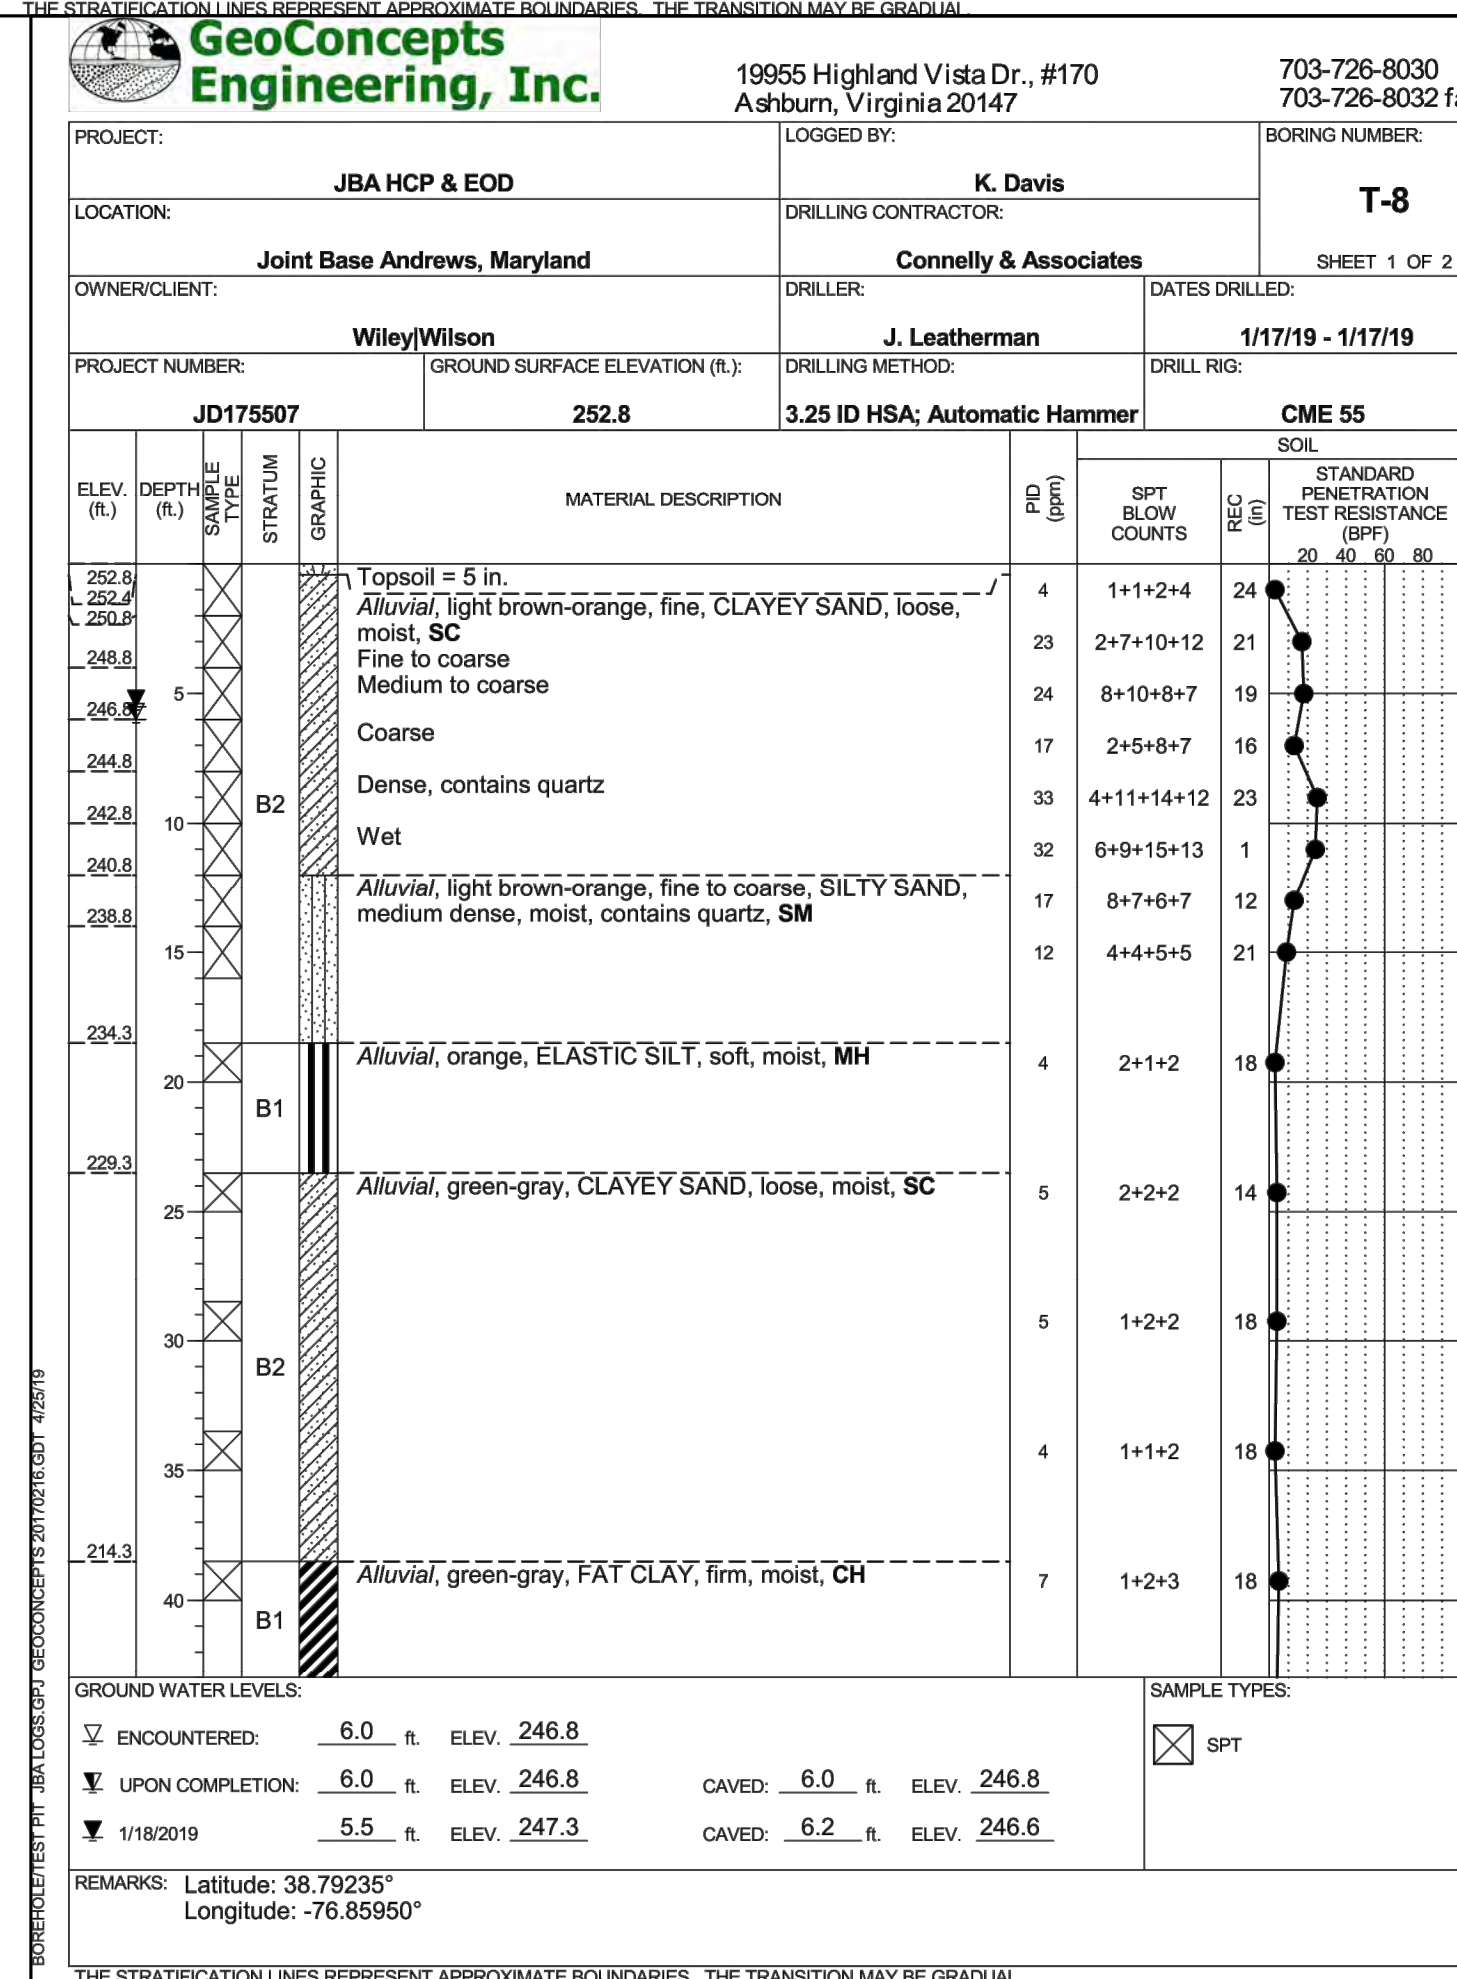 THE STRATIFICATION LINES REPRESENT APPROXIMATE BOUNDARIES. THE TRANSITION MAY BE GRADUAL.
GeoConcepts
Engineering, Inc.
19955 Highland Vista Dr., #170
Ashburn, Virginia 20147
703-726-8030
703-726-8032 fa
PROJECT:
JBA HCP & EOD
LOGGED BY:
K. Davis
BORING NUMBER:
T-8
SHEET 1 OF 2
LOCATION:
Joint Base Andrews, Maryland
DRILLING CONTRACTOR:
Connelly & Associates
OWNER/CLIENT:
Wiley|Wilson
DRILLER:
J. Leatherman
DATES DRILLED:
1/17/19 - 1/17/19
PROJECT NUMBER:
JD175507
GROUND SURFACE ELEVATION (ft.):
252.8
DRILLING METHOD:
3.25 ID HSA; Automatic Hammer
DRILL RIG:
CME 55
ELEV. (ft.)
DEPTH (ft.)
SAMPLE TYPE
STRATUM
GRAPHIC
MATERIAL DESCRIPTION
PID (ppm)
SOIL
SPT BLOW COUNTS
REC (in)
STANDARD PENETRATION TEST RESISTANCE (BPF)
20 40 60 80
252.8
Topsoil = 5 in.
4 1+1+2+4 24
252.4
Alluvial, light brown-orange, fine, CLAYEY SAND, loose,
250.8
moist, SC
23 2+7+10+12 21
248.8
Fine to coarse
Medium to coarse
5
24 8+10+8+7 19
246.8
Coarse
17 2+5+8+7 16
244.8
Dense, contains quartz
B2
33 4+11+14+12 23
242.8
10
Wet
32 6+9+15+13 1
240.8
Alluvial, light brown-orange, fine to coarse, SILTY SAND,
17 8+7+6+7 12
medium dense, moist, contains quartz, SM
238.8
15
12 4+4+5+5 21
234.3
Alluvial, orange, ELASTIC SILT, soft, moist, MH
4 2+1+2 18
20
B1
229.3
Alluvial, green-gray, CLAYEY SAND, loose, moist, SC
5 2+2+2 14
25
5 1+2+2 18
30
B2
4 1+1+2 18
35
214.3
Alluvial, green-gray, FAT CLAY, firm, moist, CH
7 1+2+3 18
40
B1
GROUND WATER LEVELS:
ENCOUNTERED: 6.0 ft. ELEV. 246.8
UPON COMPLETION: 6.0 ft. ELEV. 246.8 CAVED: 6.0 ft. ELEV. 246.8
1/18/2019 5.5 ft. ELEV. 247.3 CAVED: 6.2 ft. ELEV. 246.6
SAMPLE TYPES:
SPT
REMARKS: Latitude: 38.79235°
Longitude: -76.85950°
BOREHOLE/TEST PIT JBA LOGS.GPJ GEOCONCEPTS 20170216.GDT 4/25/19
THE STRATIFICATION LINES REPRESENT APPROXIMATE BOUNDARIES. THE TRANSITION MAY BE GRADUAL.